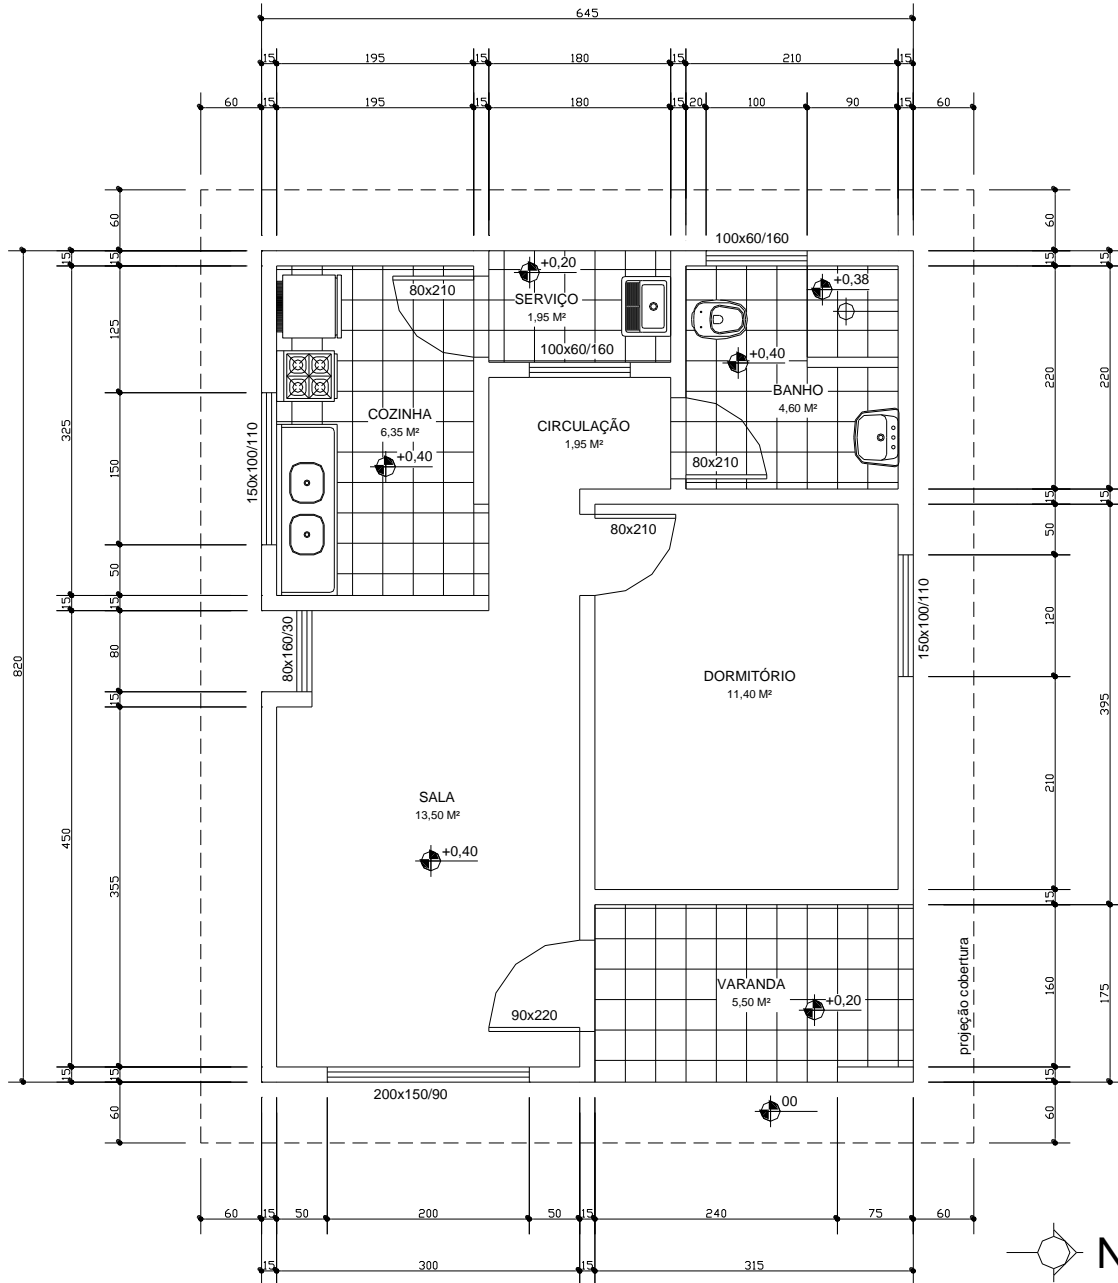 645
15 195 15 180 15 210 15
60 15 195 15 180 15 20 100 90 15 60
60
15
125
150
50
15
80
15
355
15
60
15
325
15
450
15
820
100x60/160
+0,20
+0,38
80x210
SERVIÇO
1,95 M²
100x60/160
+0,40
BANHO
4,60 M²
COZINHA
6,35 M²
+0,40
CIRCULAÇÃO
1,95 M²
80x210
150x100/110
80x210
80x160/30
150x100/110
DORMITÓRIO
11,40 M²
SALA
13,50 M²
+0,40
VARANDA
5,50 M²
+0,20
90x220
projeção cobertura
200x150/90
00
60
15
220
15
50
120
210
15
160
15
60
15
220
15
395
175
60 15 50 200 50 15 240 75 60
15 300 15 315
N